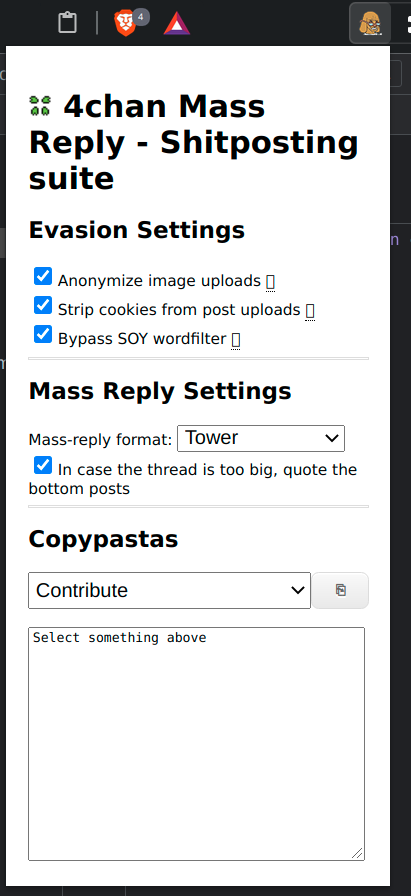 4
4chan Mass
Reply - Shitposting
suite
Evasion Settings
Anonymize image uploads
Strip cookies from post uploads
Bypass SOY wordfilter
n
Mass Reply Settings
Mass-reply format: Tower
In case the thread is too big, quote the
bottom posts
Copypastas
Contribute
Select something above